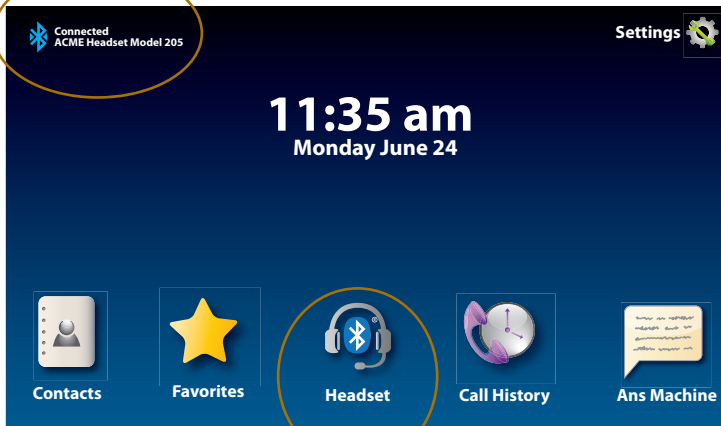 Connected
ACME Headset Model 205
Settings
11:35 am
Monday June 24
Contacts
Favorites
Headset
Call History
Ans Machine